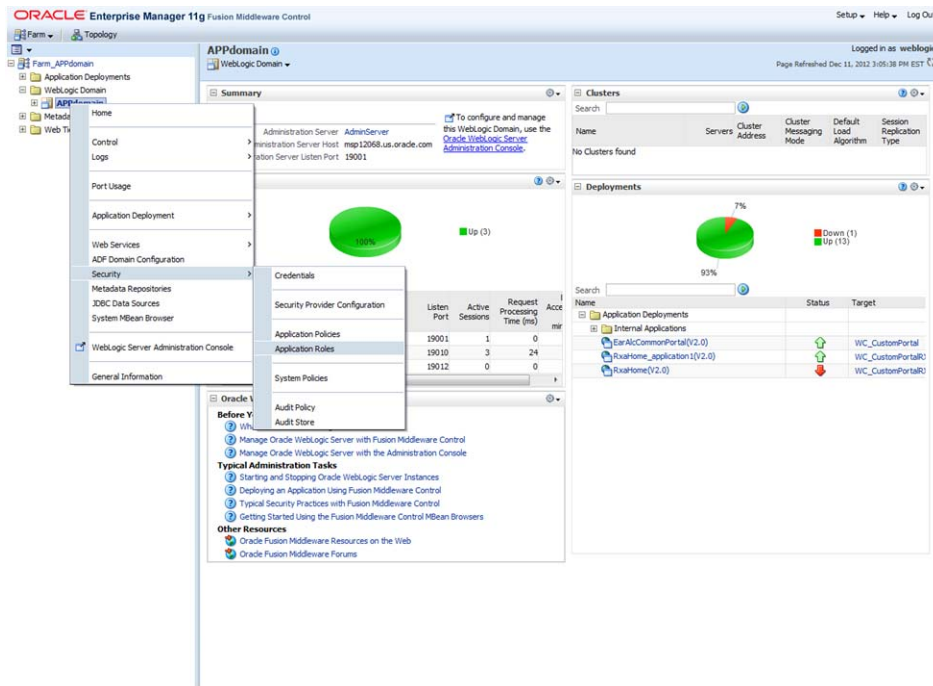 ORACLE Enterprise Manager 11g Fusion Middleware Control
Setup Help Log Ou
Farm Topology
APPdomain
Logged in as weblogic
WebLogic Domain
Page Refreshed Dec 11, 2012 3:05:38 PM EST
Farm_APPdomain
Application Deployments
WebLogic Domain
APPdomain
Metada
Web Ti
Home
Control
Logs
Port Usage
Application Deployment
Web Services
ADF Domain Configuration
Security
Metadata Repositories
JDBC Data Sources
System MBean Browser
WebLogic Server Administration Console
General Information
Credentials
Security Provider Configuration
Application Policies
Application Roles
System Policies
Audit Policy
Audit Store
Summary
Administration Server AdminServer
ministration Server Host msp12068.us.oracle.com
ation Server Listen Port 19001
To configure and manage
this WebLogic Domain, use the
Oracle WebLogic Server
Administration Console.
100%
Up (3)
Listen Port Active Sessions Request Processing Time (ms) Acce mir
19001 1 0
19010 3 24
19012 0 0
Oracle W
Before Y
Wh
Manage Oracle WebLogic Server with Fusion Middleware Control
Manage Oracle WebLogic Server with the Administration Console
Typical Administration Tasks
Starting and Stopping Oracle WebLogic Server Instances
Deploying an Application Using Fusion Middleware Control
Typical Security Practices with Fusion Middleware Control
Getting Started Using the Fusion Middleware Control MBean Browsers
Other Resources
Oracle Fusion Middleware Resources on the Web
Oracle Fusion Middleware Forums
Clusters
Search
Name Servers Cluster Address Cluster Messaging Mode Default Load Algorithm Session Replication Type
No Clusters found
Deployments
7%
93%
Down (1)
Up (13)
Search
Name Status Target
Application Deployments
Internal Applications
EarAlcCommonPortal(V2.0) WC_CustomPortal
RxaHome_application1(V2.0) WC_CustomPortalR
RxaHome(V2.0) WC_CustomPortalR